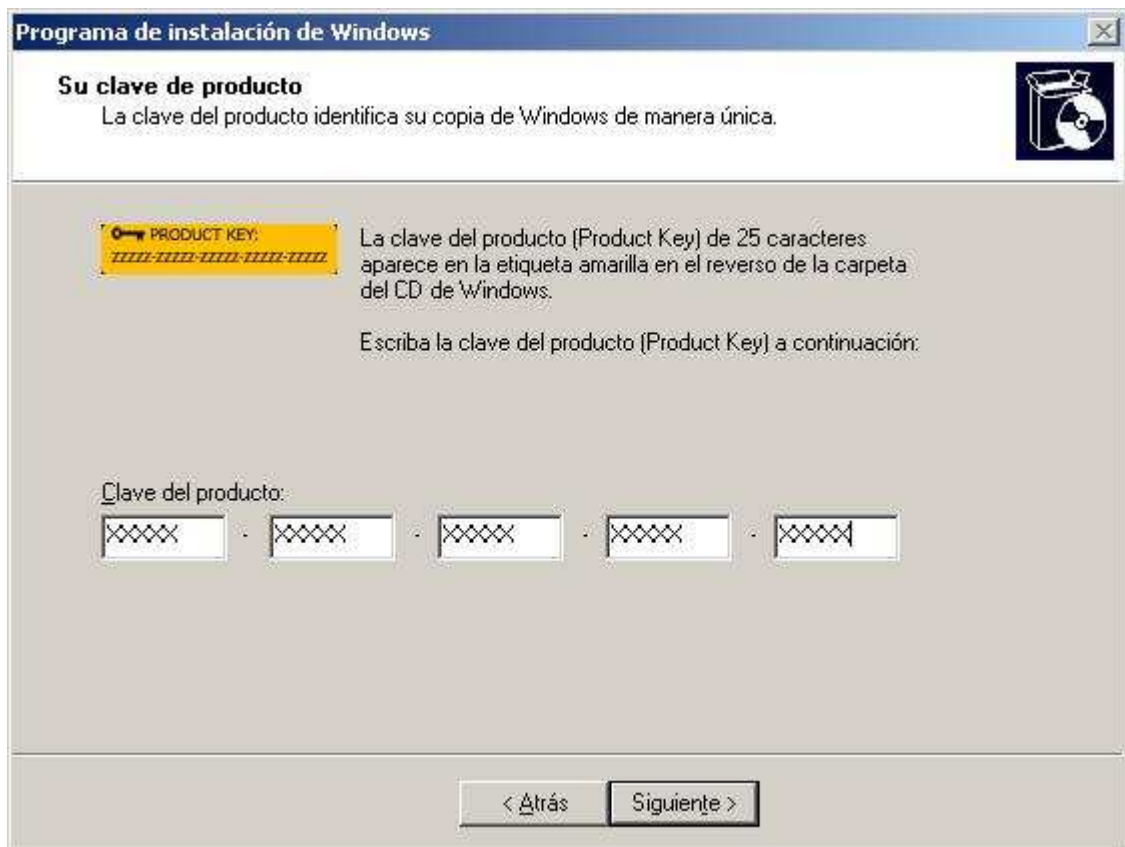 Programa de instalación de Windows
Su clave de producto
La clave del producto identifica su copia de Windows de manera única.
PRODUCT KEY:
zzzzz-zzzzz-zzzzz-zzzzz-zzzzz
La clave del producto (Product Key) de 25 caracteres
aparece en la etiqueta amarilla en el reverso de la carpeta
del CD de Windows.
Escriba la clave del producto (Product Key) a continuación:
Clave del producto:
XXXXX - XXXXX - XXXXX - XXXXX - XXXXX
< Atrás Siguiente >